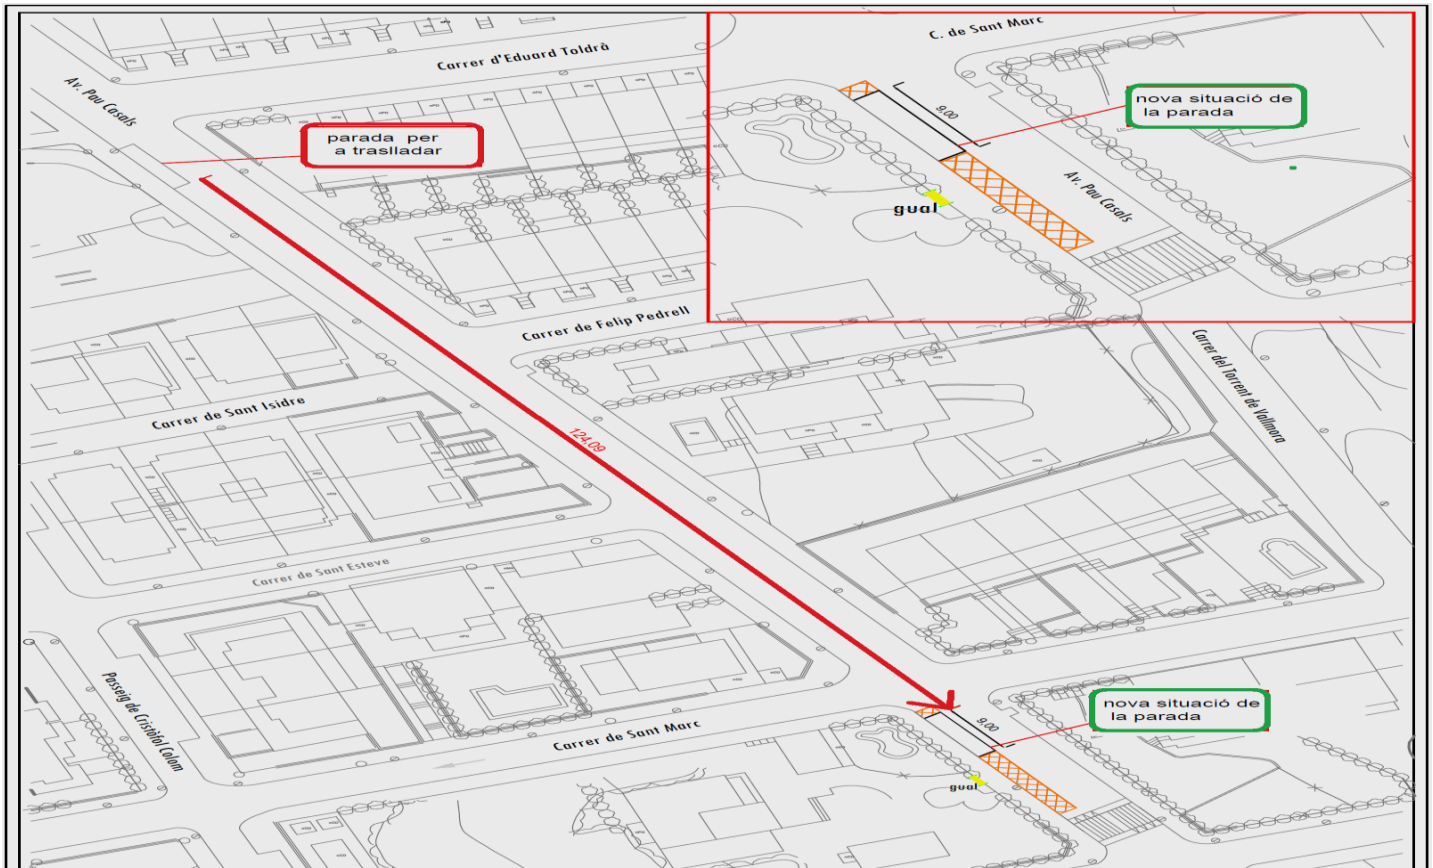 Carrer d'Eduard Toldrà
Av. Pau Casals
parada per
a traslladar
C. de Sant Marc
9,00
nova situació de
la parada
Av. Pau Casals
gual
Carrer de Felip Pedrell
Carrer del Torrent de Vallmora
Carrer de Sant Isidre
124,09
Carrer de Sant Esteve
Passeig de Cristòfol Colom
Carrer de Sant Marc
9,00
nova situació de
la parada
gual